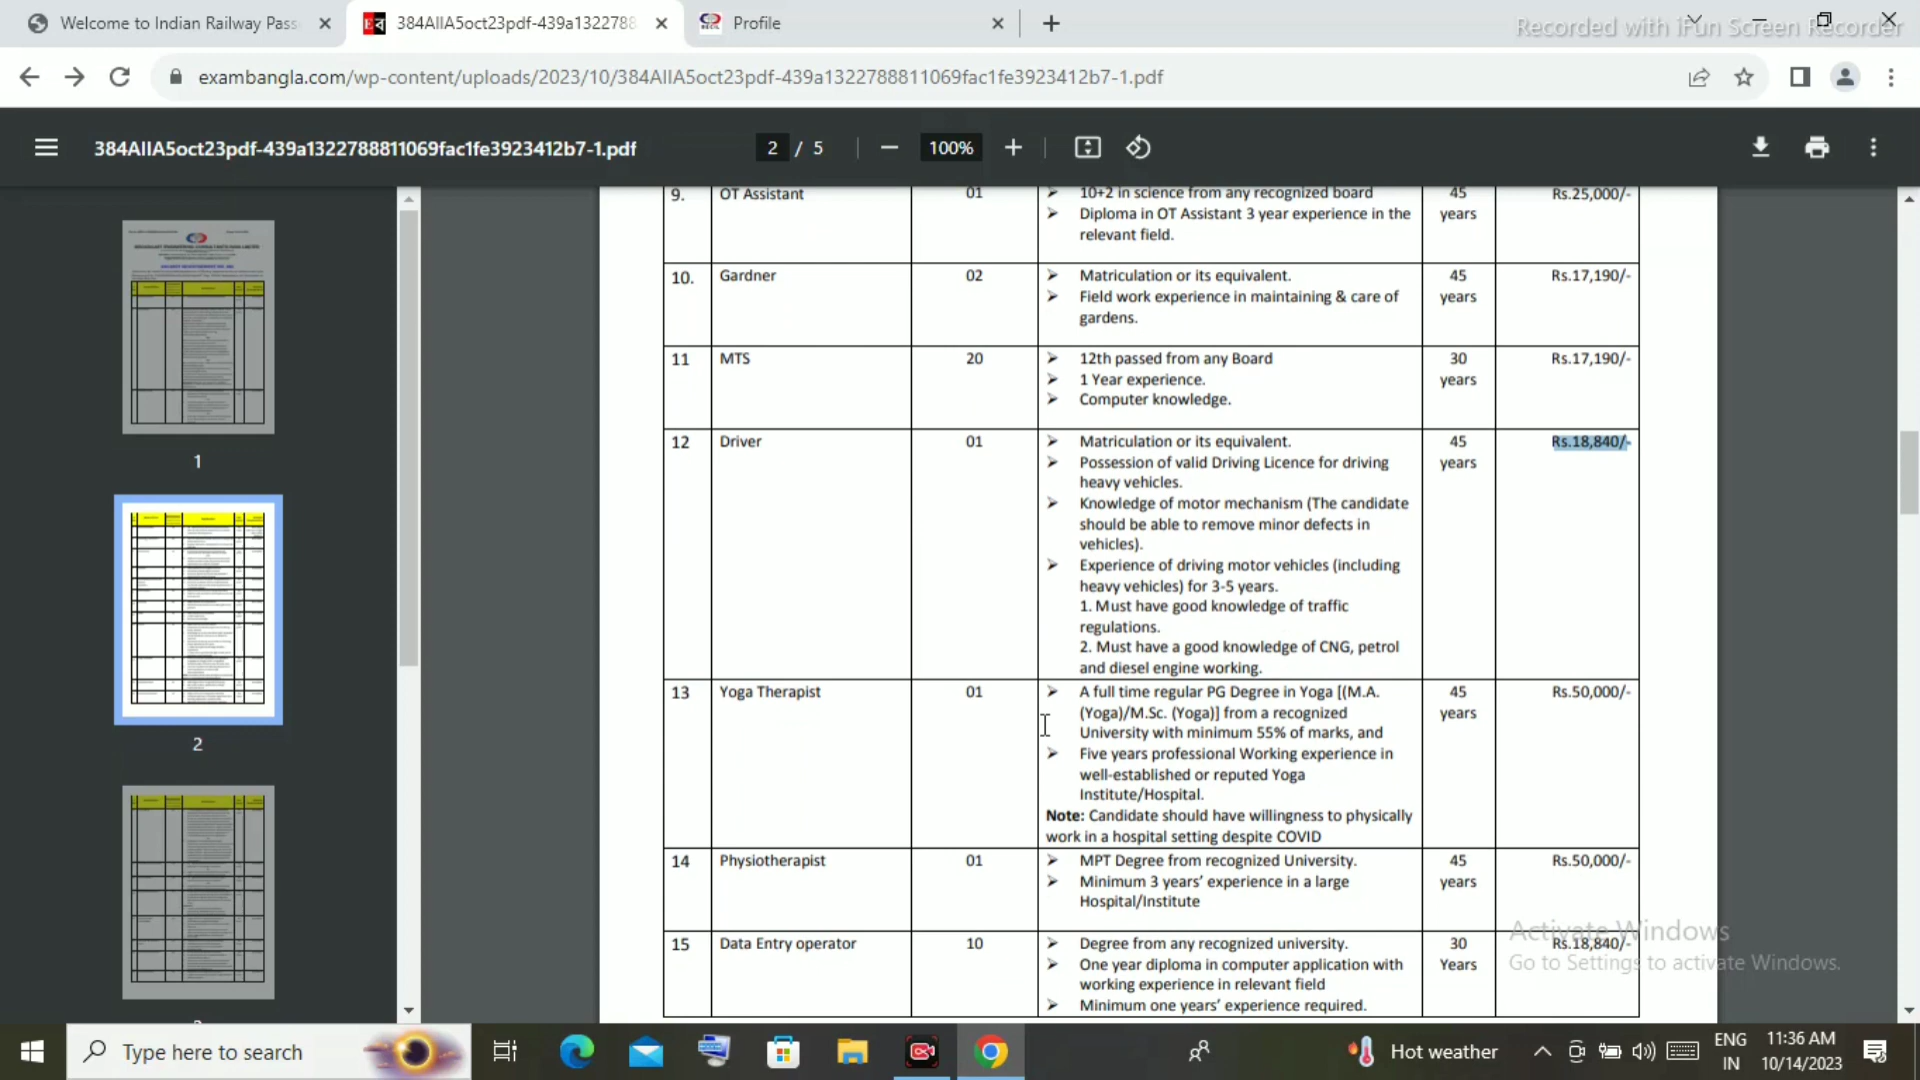 Welcome to Indian Railway Pass
384AIIA5oct23pdf-439a13227888
Profile
Recorded with iFun Screen Recorder
exambangla.com/wp-content/uploads/2023/10/384AIIA5oct23pdf-439a1322788811069fac1fe3923412b7-1.pdf
384AIIA5oct23pdf-439a1322788811069fac1fe3923412b7-1.pdf
2 / 5
100%
9. OT Assistant 01 ➢ 10+2 in science from any recognized board 45 Rs.25,000/-
➢ Diploma in OT Assistant 3 year experience in the years
relevant field.
10. Gardner 02 ➢ Matriculation or its equivalent. 45 Rs.17,190/-
➢ Field work experience in maintaining & care of years
gardens.
11 MTS 20 ➢ 12th passed from any Board 30 Rs.17,190/-
➢ 1 Year experience. years
➢ Computer knowledge.
12 Driver 01 ➢ Matriculation or its equivalent. 45 Rs.18,840/-
➢ Possession of valid Driving Licence for driving years
heavy vehicles.
➢ Knowledge of motor mechanism (The candidate
should be able to remove minor defects in
vehicles).
➢ Experience of driving motor vehicles (including
heavy vehicles) for 3-5 years.
1. Must have good knowledge of traffic
regulations.
2. Must have a good knowledge of CNG, petrol
and diesel engine working.
13 Yoga Therapist 01 ➢ A full time regular PG Degree in Yoga [(M.A. 45 Rs.50,000/-
(Yoga)/M.Sc. (Yoga)] from a recognized years
University with minimum 55% of marks, and
➢ Five years professional Working experience in
well-established or reputed Yoga
Institute/Hospital.
Note: Candidate should have willingness to physically
work in a hospital setting despite COVID
14 Physiotherapist 01 ➢ MPT Degree from recognized University. 45 Rs.50,000/-
➢ Minimum 3 years' experience in a large years
Hospital/Institute
15 Data Entry operator 10 ➢ Degree from any recognized university. 30 Rs.18,840/-
➢ One year diploma in computer application with Years
working experience in relevant field
➢ Minimum one years' experience required.
1
2
Activate Windows
Go to Settings to activate Windows.
Type here to search
Hot weather
ENG
IN
11:36 AM
10/14/2023